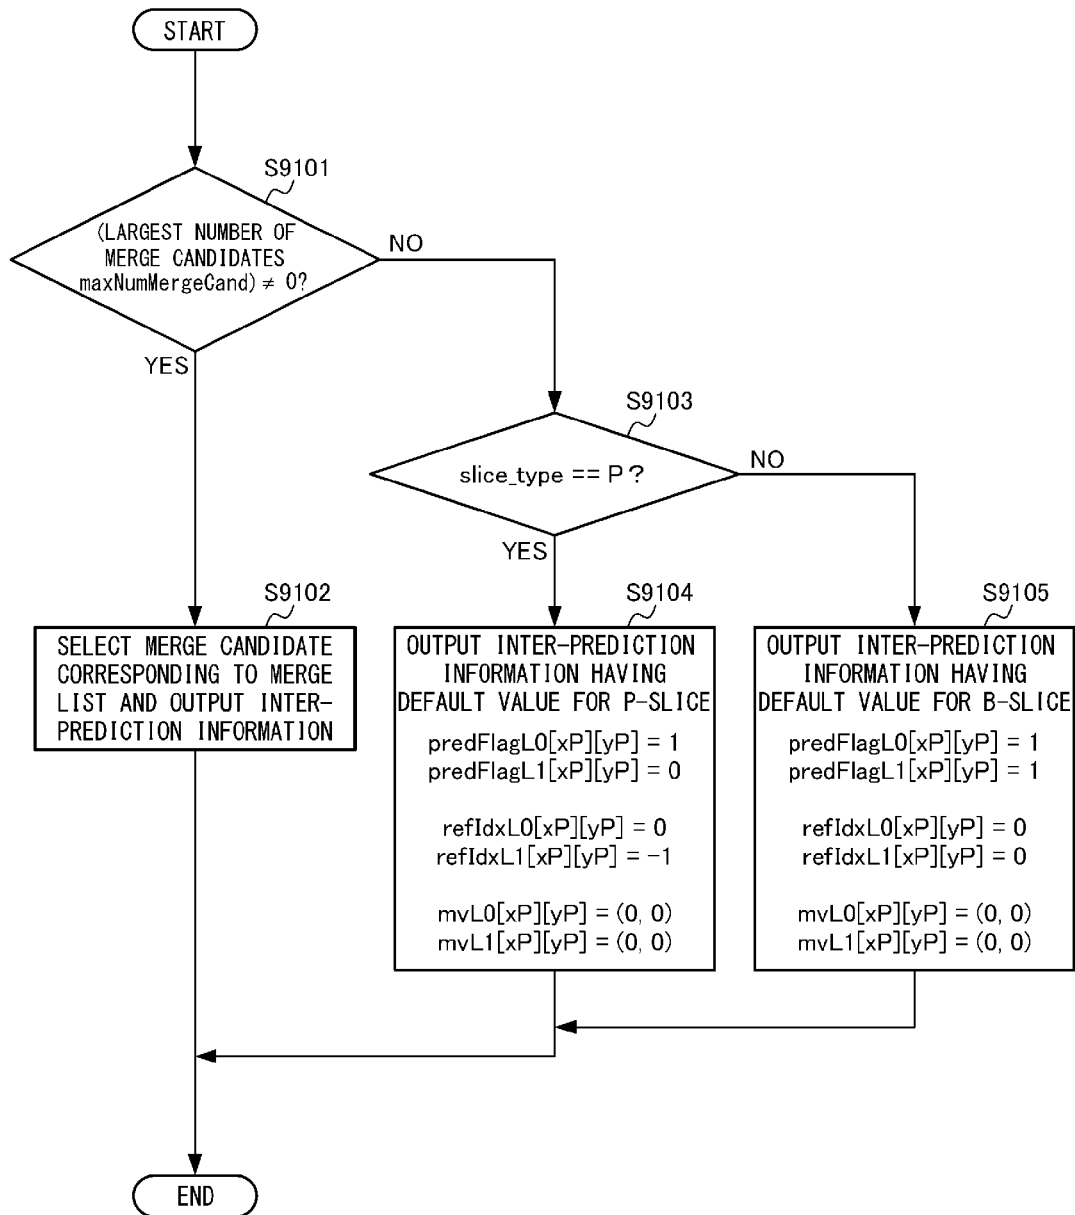 START
S9101
(LARGEST NUMBER OF
MERGE CANDIDATES
maxNumMergeCand) ≠ 0?
NO
YES
S9103
slice_type == P?
NO
YES
S9102
SELECT MERGE CANDIDATE
CORRESPONDING TO MERGE
LIST AND OUTPUT INTER-
PREDICTION INFORMATION
S9104
OUTPUT INTER-PREDICTION
INFORMATION HAVING
DEFAULT VALUE FOR P-SLICE
predFlagL0[xP][yP] = 1
predFlagL1[xP][yP] = 0
refIdxL0[xP][yP] = 0
refIdxL1[xP][yP] = -1
mvL0[xP][yP] = (0, 0)
mvL1[xP][yP] = (0, 0)
S9105
OUTPUT INTER-PREDICTION
INFORMATION HAVING
DEFAULT VALUE FOR B-SLICE
predFlagL0[xP][yP] = 1
predFlagL1[xP][yP] = 1
refIdxL0[xP][yP] = 0
refIdxL1[xP][yP] = 0
mvL0[xP][yP] = (0, 0)
mvL1[xP][yP] = (0, 0)
END